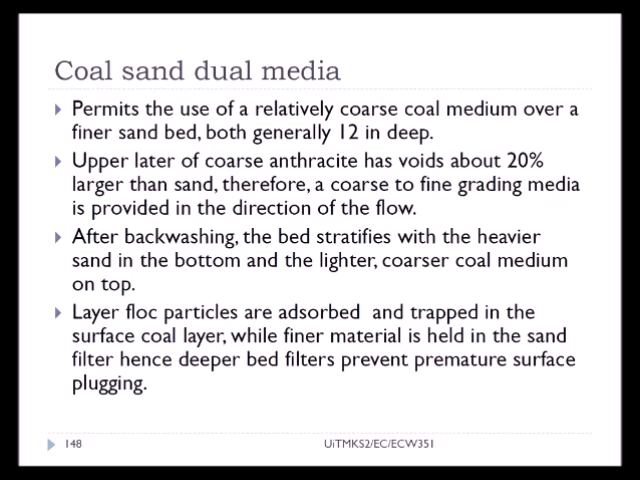 Coal sand dual media
Permits the use of a relatively coarse coal medium over a
finer sand bed, both generally 12 in deep.
Upper later of coarse anthracite has voids about 20%
larger than sand, therefore, a coarse to fine grading media
is provided in the direction of the flow.
After backwashing, the bed stratifies with the heavier
sand in the bottom and the lighter, coarser coal medium
on top.
Layer floc particles are adsorbed and trapped in the
surface coal layer, while finer material is held in the sand
filter hence deeper bed filters prevent premature surface
plugging.
148 UiTMKS2/EC/ECW351